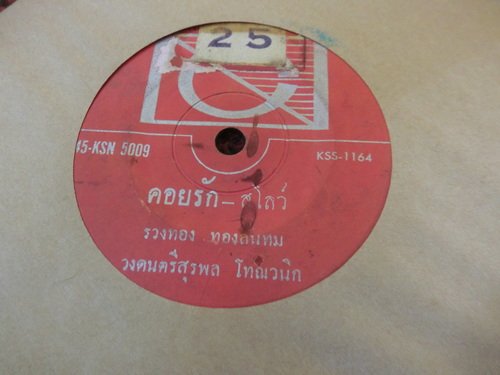 25
45-KSN 5009
KSS-1164
คอยรัก - สโลว์
รวงทอง ทองลั่นทม
วงดนตรีสุรพล โทณวนิก